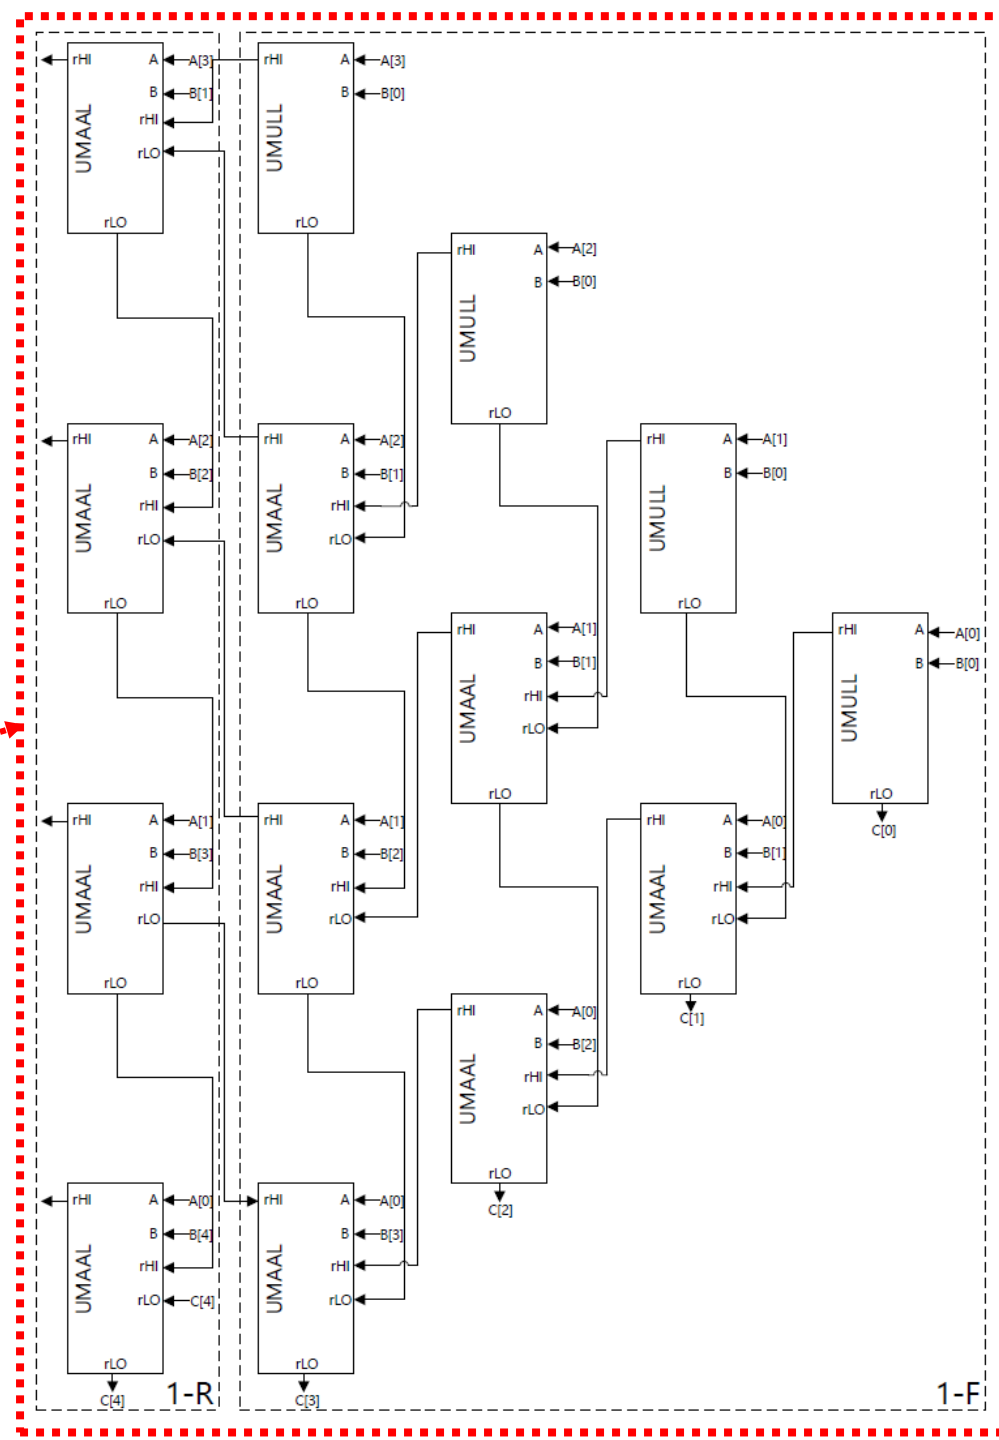 rHI A A[3]
B B[1]
rHI
rLO
UMAAL
rLO
rHI A A[2]
B B[2]
rHI
rLO
UMAAL
rLO
rHI A A[1]
B B[3]
rHI
rLO
UMAAL
rLO
rHI A A[0]
B B[4]
rHI
rLO C[4]
UMAAL
rLO
C[4]
1-R
rHI A A[3]
B B[0]
UMULL
rLO
rHI A A[2]
B B[1]
rHI
rLO
UMAAL
rLO
rHI A A[1]
B B[2]
rHI
rLO
UMAAL
rLO
rHI A A[0]
B B[3]
rHI
rLO
UMAAL
rLO
C[3]
rHI A A[2]
B B[0]
UMULL
rLO
rHI A A[1]
B B[1]
rHI
rLO
UMAAL
rLO
rHI A A[0]
B B[2]
rHI
rLO
UMAAL
rLO
C[2]
rHI A A[1]
B B[0]
UMULL
rLO
rHI A A[0]
B B[1]
rHI
rLO
UMAAL
rLO
C[1]
rHI A A[0]
B B[0]
UMULL
rLO
C[0]
1-F